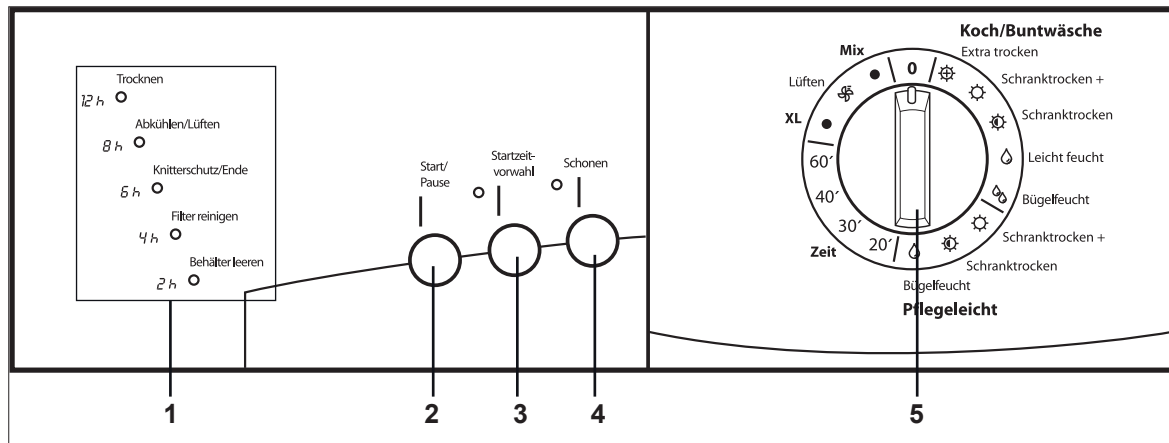 Trocknen
12 h
Abkühlen/Lüften
8 h
Knitterschutz/Ende
6 h
Filter reinigen
4 h
Behälter leeren
2 h
Start/
Pause
Startzeit-
vorwahl
Schonen
Koch/Buntwäsche
Mix
0
Extra trocken
Lüften
Schranktrocken +
XL
Schranktrocken
60′
Leicht feucht
40′
Bügelfeucht
30′
Schranktrocken +
Zeit
20′
Schranktrocken
Bügelfeucht
Pflegeleicht
1
2
3
4
5